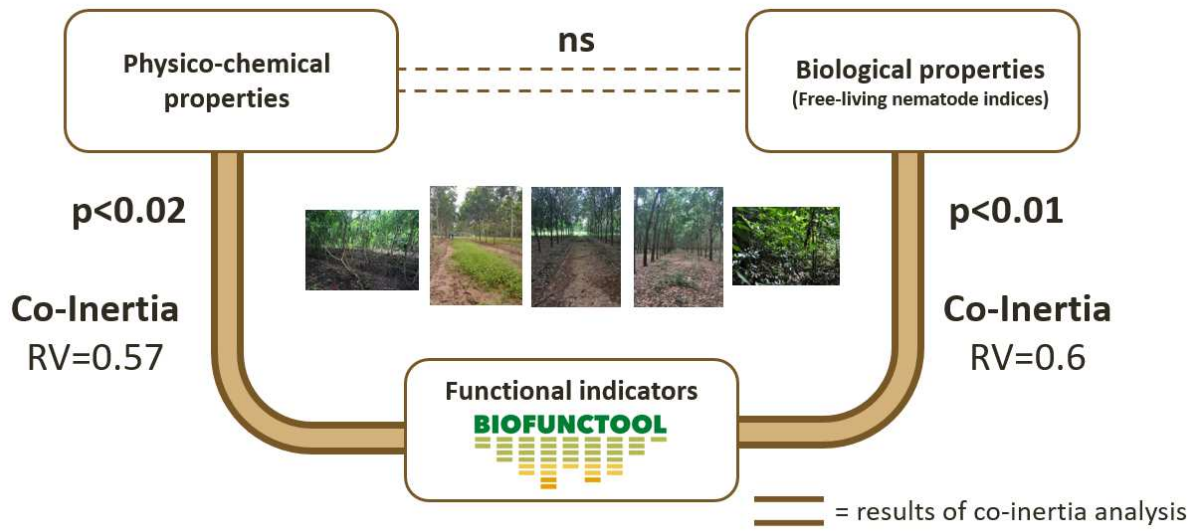 ns
Physico-chemical
properties
Biological properties
(Free-living nematode indices)
p<0.02
p<0.01
Co-Inertia
RV=0.57
Co-Inertia
RV=0.6
Functional indicators
BIOFUNCTOOL
= results of co-inertia analysis